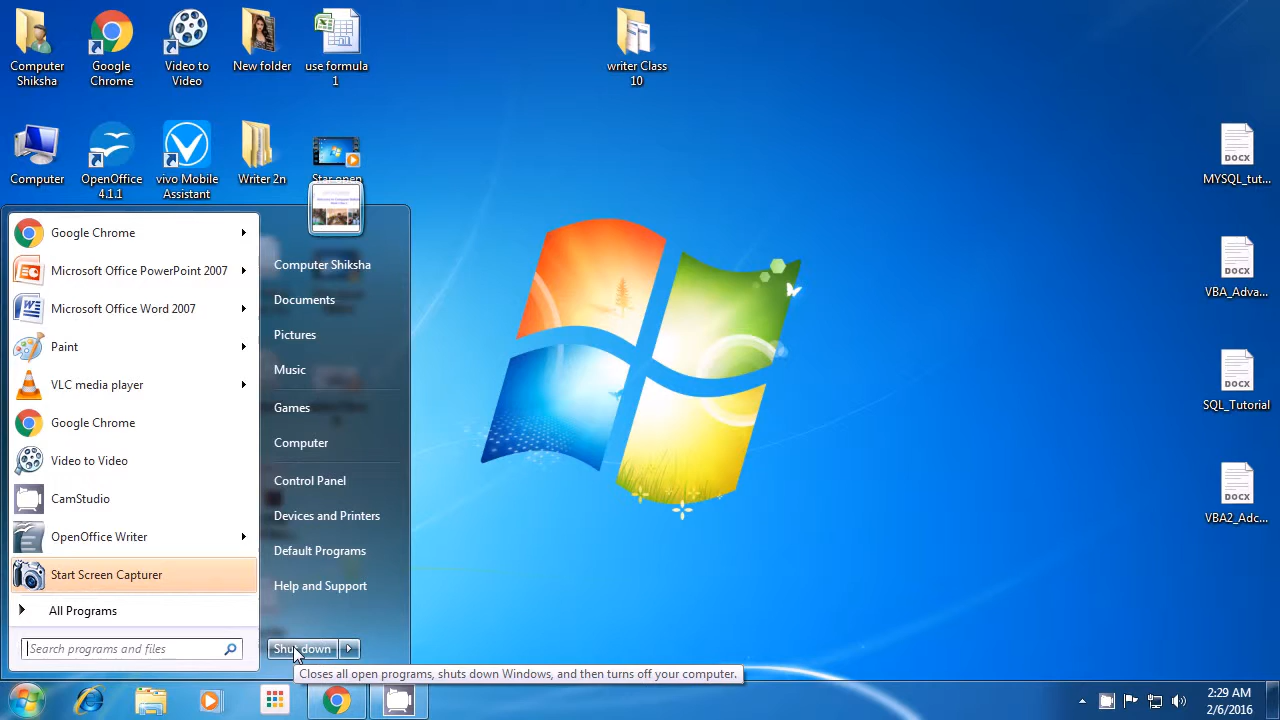 Computer
Shiksha
Google
Chrome
Video to
Video
New folder
use formula
1
writer Class
10
Computer
OpenOffice
4.1.1
vivo Mobile
Assistant
Writer 2n
DOCX
MYSQL_tut...
DOCX
VBA_Adva...
DOCX
SQL_Tutorial
DOCX
VBA2_Adc...
Google Chrome
Microsoft Office PowerPoint 2007
Microsoft Office Word 2007
Paint
VLC media player
Google Chrome
Video to Video
CamStudio
OpenOffice Writer
Start Screen Capturer
All Programs
Search programs and files
Computer Shiksha
Documents
Pictures
Music
Games
Computer
Control Panel
Devices and Printers
Default Programs
Help and Support
Shut down
Closes all open programs, shuts down Windows, and then turns off your computer.
2:29 AM
2/6/2016